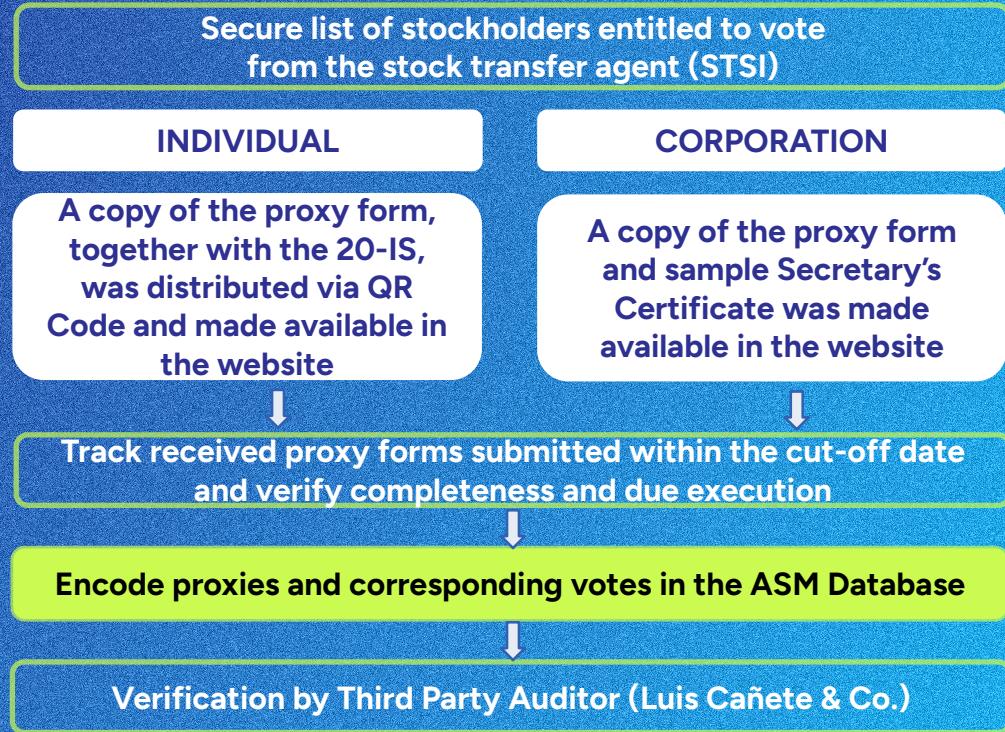 Secure list of stockholders entitled to vote
from the stock transfer agent (STSI)
INDIVIDUAL
A copy of the proxy form,
together with the 20-IS,
was distributed via QR
Code and made available in
the website
CORPORATION
A copy of the proxy form
and sample Secretary’s
Certificate was made
available in the website
Track received proxy forms submitted within the cut-off date
and verify completeness and due execution
Encode proxies and corresponding votes in the ASM Database
Verification by Third Party Auditor (Luis Cañete & Co.)